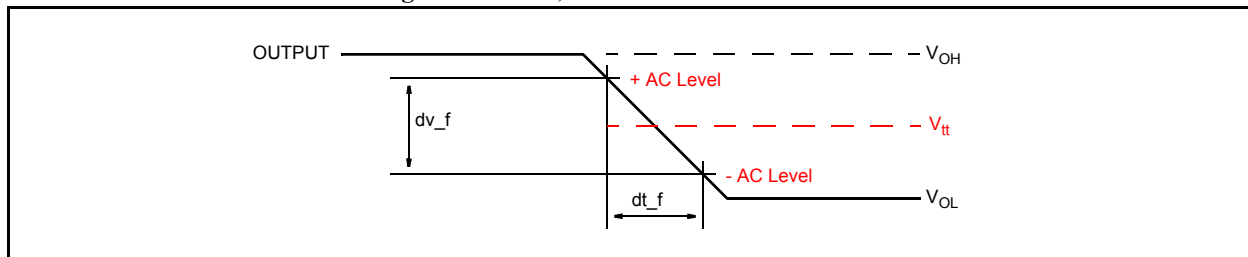 OUTPUT
V_OH
+ AC Level
dv_f
V_tt
- AC Level
dt_f
V_OL